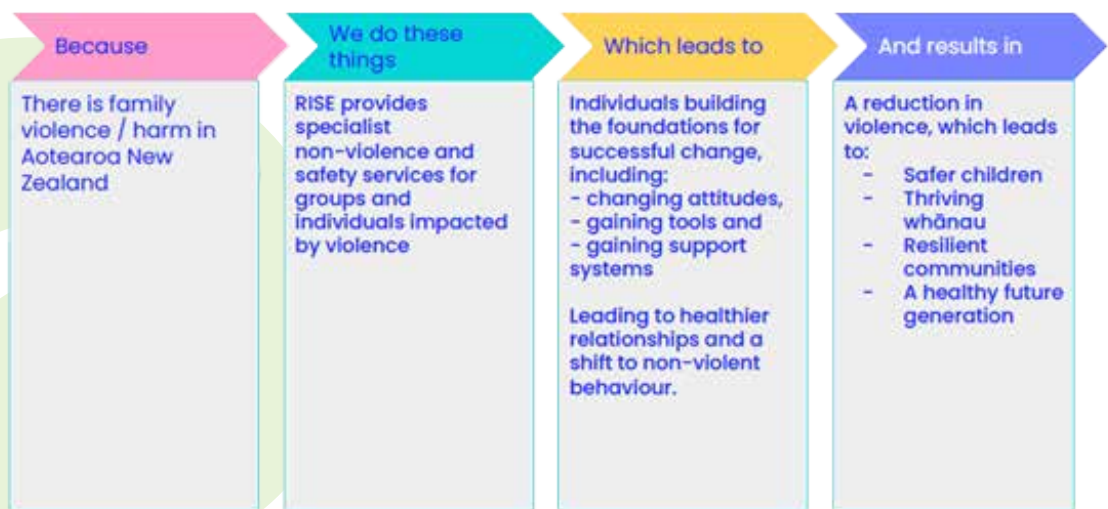 Because
There is family
violence / harm in
Aotearoa New
Zealand
We do these
things
RISE provides
specialist
non-violence and
safety services for
groups and
individuals impacted
by violence
Which leads to
Individuals building
the foundations for
successful change,
including:
- changing attitudes,
- gaining tools and
- gaining support
systems
Leading to healthier
relationships and a
shift to non-violent
behaviour.
And results in
A reduction in
violence, which leads
to:
- Safer children
- Thriving
whānau
- Resilient
communities
- A healthy future
generation